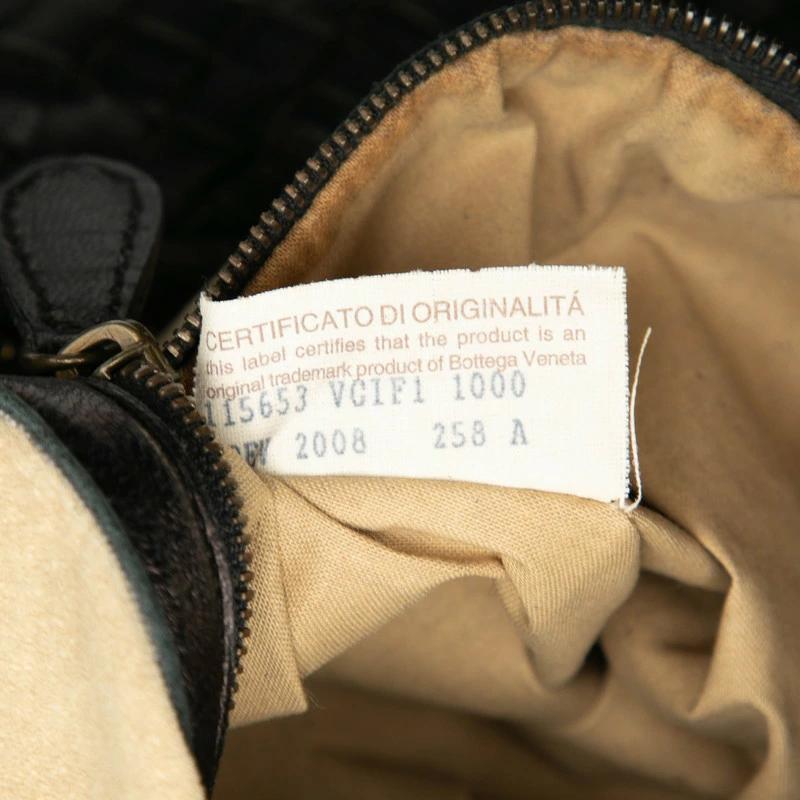 CERTIFICATO DI ORIGINALITÁ
this label certifies that the product is an
original trademark product of Bottega Veneta
115653 VCIF1 1000
2008 258 A